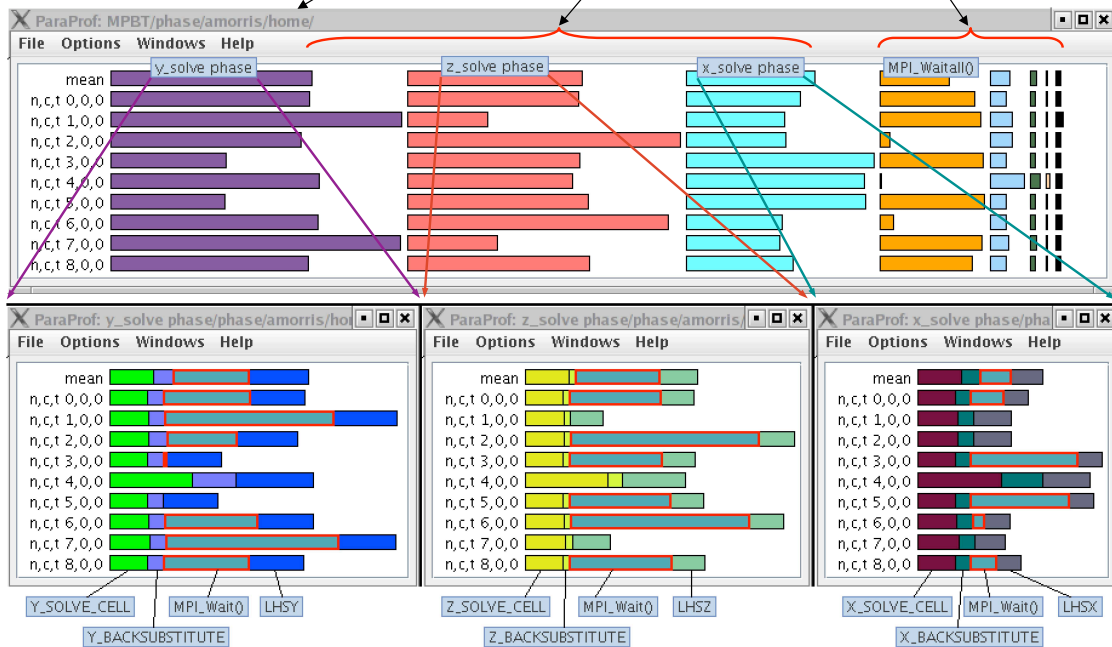 ParaProf: MPBT/phase/amorris/home/
File Options Windows Help
y_solve phase z_solve phase x_solve phase MPI_Waitall()
mean
n,c,t 0,0,0
n,c,t 1,0,0
n,c,t 2,0,0
n,c,t 3,0,0
n,c,t 4,0,0
n,c,t 5,0,0
n,c,t 6,0,0
n,c,t 7,0,0
n,c,t 8,0,0
ParaProf: y_solve phase/phase/amorris/ho
File Options Windows Help
mean
n,c,t 0,0,0
n,c,t 1,0,0
n,c,t 2,0,0
n,c,t 3,0,0
n,c,t 4,0,0
n,c,t 5,0,0
n,c,t 6,0,0
n,c,t 7,0,0
n,c,t 8,0,0
Y_SOLVE_CELL MPI_Wait() LHSY
Y_BACKSUBSTITUTE
ParaProf: z_solve phase/phase/amorris/
File Options Windows Help
mean
n,c,t 0,0,0
n,c,t 1,0,0
n,c,t 2,0,0
n,c,t 3,0,0
n,c,t 4,0,0
n,c,t 5,0,0
n,c,t 6,0,0
n,c,t 7,0,0
n,c,t 8,0,0
Z_SOLVE_CELL MPI_Wait() LHSZ
Z_BACKSUBSTITUTE
ParaProf: x_solve phase/pha
File Options Windows Help
mean
n,c,t 0,0,0
n,c,t 1,0,0
n,c,t 2,0,0
n,c,t 3,0,0
n,c,t 4,0,0
n,c,t 5,0,0
n,c,t 6,0,0
n,c,t 7,0,0
n,c,t 8,0,0
X_SOLVE_CELL MPI_Wait() LHSX
X_BACKSUBSTITUTE